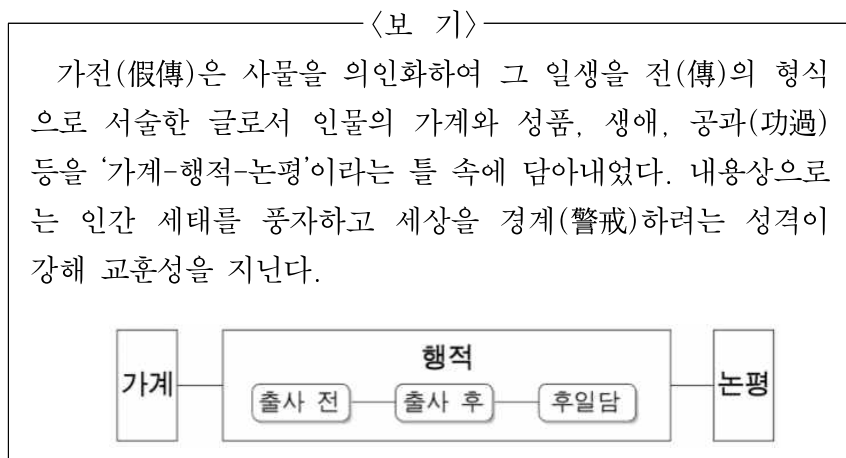 〈보 기〉
가전(假傳)은 사물을 의인화하여 그 일생을 전(傳)의 형식
으로 서술한 글로서 인물의 가계와 성품, 생애, 공과(功過)
등을 ‘가계-행적-논평’이라는 틀 속에 담아내었다. 내용상으로
는 인간 세태를 풍자하고 세상을 경계(警戒)하려는 성격이
강해 교훈성을 지닌다.
행적
가계 출사 전 출사 후 후일담 논평